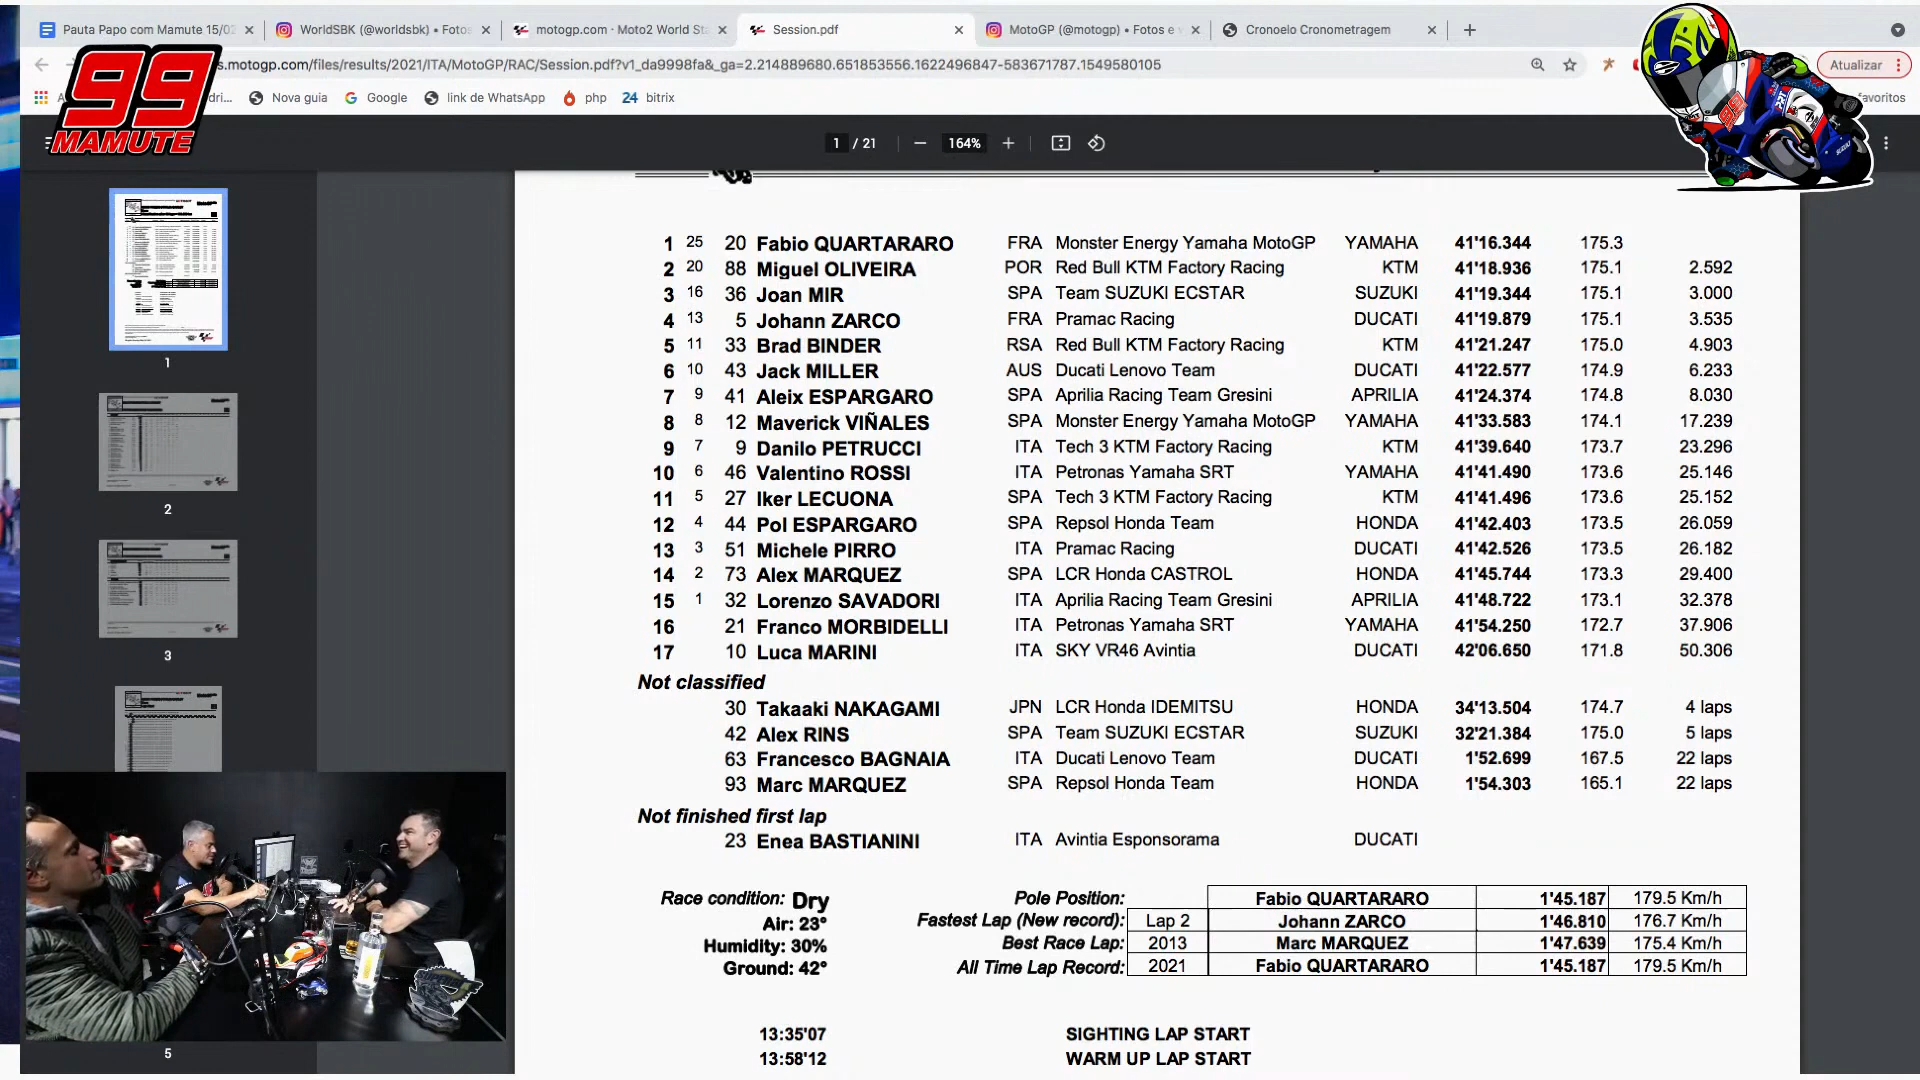 Pauta Papo com Mamute 15/0
WorldSBK (@worldsbk) • Fotos
motogp.com · Moto2 World St
Session.pdf
MotoGP (@motogp) • Fotos e v
Cronoelo Cronometragem
s.motogp.com/files/results/2021/ITA/MotoGP/RAC/Session.pdf?v1_da9998fa&_ga=2.214889680.651853556.1622496847-583671787.1549580105
Atualizar
Nova guia
Google
link de WhatsApp
php
24 bitrix
favoritos
99
MAMUTE
1 / 21
164%
1 25 20 Fabio QUARTARARO FRA Monster Energy Yamaha MotoGP YAMAHA 41'16.344 175.3
2 20 88 Miguel OLIVEIRA POR Red Bull KTM Factory Racing KTM 41'18.936 175.1 2.592
3 16 36 Joan MIR SPA Team SUZUKI ECSTAR SUZUKI 41'19.344 175.1 3.000
4 13 5 Johann ZARCO FRA Pramac Racing DUCATI 41'19.879 175.1 3.535
5 11 33 Brad BINDER RSA Red Bull KTM Factory Racing KTM 41'21.247 175.0 4.903
6 10 43 Jack MILLER AUS Ducati Lenovo Team DUCATI 41'22.577 174.9 6.233
7 9 41 Aleix ESPARGARO SPA Aprilia Racing Team Gresini APRILIA 41'24.374 174.8 8.030
8 8 12 Maverick VIÑALES SPA Monster Energy Yamaha MotoGP YAMAHA 41'33.583 174.1 17.239
9 7 9 Danilo PETRUCCI ITA Tech 3 KTM Factory Racing KTM 41'39.640 173.7 23.296
10 6 46 Valentino ROSSI ITA Petronas Yamaha SRT YAMAHA 41'41.490 173.6 25.146
11 5 27 Iker LECUONA SPA Tech 3 KTM Factory Racing KTM 41'41.496 173.6 25.152
12 4 44 Pol ESPARGARO SPA Repsol Honda Team HONDA 41'42.403 173.5 26.059
13 3 51 Michele PIRRO ITA Pramac Racing DUCATI 41'42.526 173.5 26.182
14 2 73 Alex MARQUEZ SPA LCR Honda CASTROL HONDA 41'45.744 173.3 29.400
15 1 32 Lorenzo SAVADORI ITA Aprilia Racing Team Gresini APRILIA 41'48.722 173.1 32.378
16 21 Franco MORBIDELLI ITA Petronas Yamaha SRT YAMAHA 41'54.250 172.7 37.906
17 10 Luca MARINI ITA SKY VR46 Avintia DUCATI 42'06.650 171.8 50.306
Not classified
30 Takaaki NAKAGAMI JPN LCR Honda IDEMITSU HONDA 34'13.504 174.7 4 laps
42 Alex RINS SPA Team SUZUKI ECSTAR SUZUKI 32'21.384 175.0 5 laps
63 Francesco BAGNAIA ITA Ducati Lenovo Team DUCATI 1'52.699 167.5 22 laps
93 Marc MARQUEZ SPA Repsol Honda Team HONDA 1'54.303 165.1 22 laps
Not finished first lap
23 Enea BASTIANINI ITA Avintia Esponsorama DUCATI
Race condition: Dry
Air: 23°
Humidity: 30%
Ground: 42°
Pole Position: Fabio QUARTARARO 1'45.187 179.5 Km/h
Fastest Lap (New record): Lap 2 Johann ZARCO 1'46.810 176.7 Km/h
Best Race Lap: 2013 Marc MARQUEZ 1'47.639 175.4 Km/h
All Time Lap Record: 2021 Fabio QUARTARARO 1'45.187 179.5 Km/h
13:35'07 SIGHTING LAP START
13:58'12 WARM UP LAP START
1
2
3
5